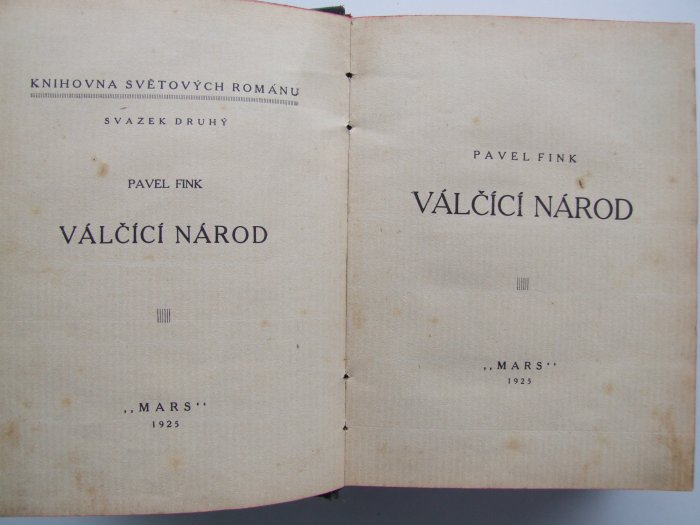 KNIHOVNA SVĚTOVÝCH ROMÁNU
SVAZEK DRUHÝ
PAVEL FINK
VÁLČÍCÍ NÁROD
„MARS“
1925
PAVEL FINK
VÁLČÍCÍ NÁROD
„MARS“
1925